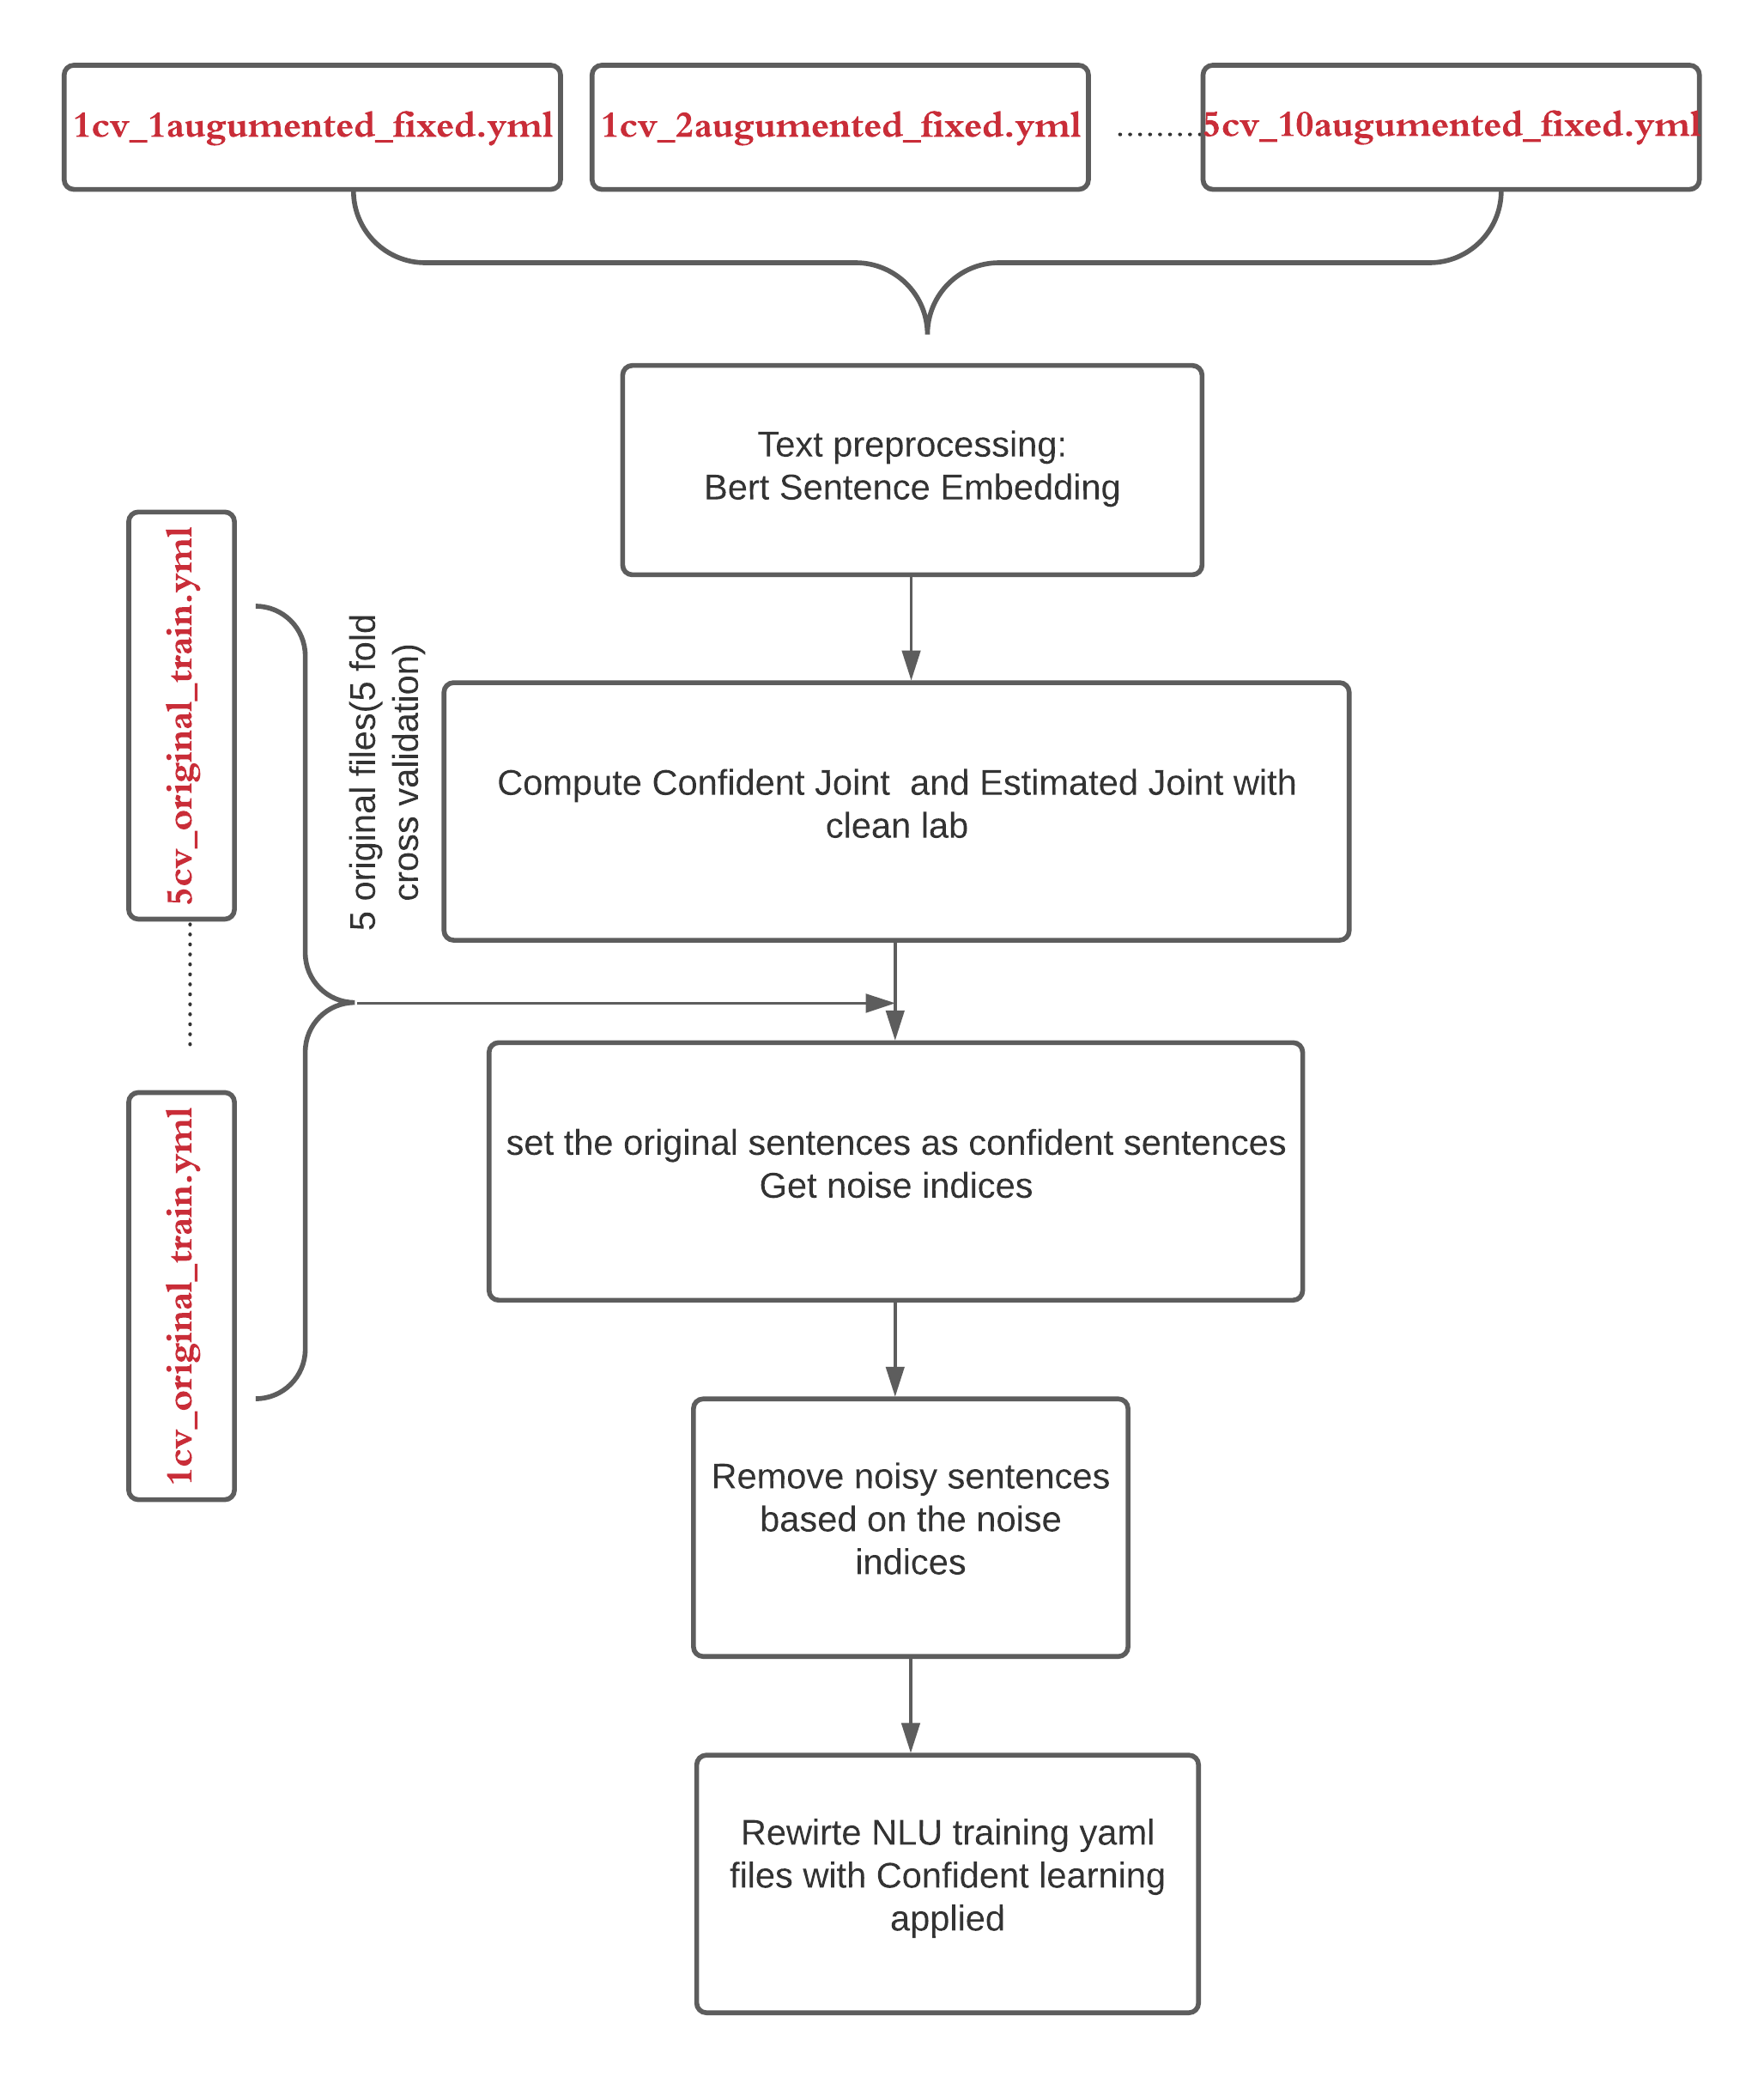 1cv_1augumented_fixed.yml
1cv_2augumented_fixed.yml
.........
5cv_10augumented_fixed.yml
Text preprocessing:
Bert Sentence Embedding
5cv_original_train.yml
5 original files(5 fold
cross validation)
Compute Confident Joint  and Estimated Joint with
clean lab
1cv_original_train.yml
set the original sentences as confident sentences
Get noise indices
Remove noisy sentences
based on the noise
indices
Rewirte NLU training yaml
files with Confident learning
applied